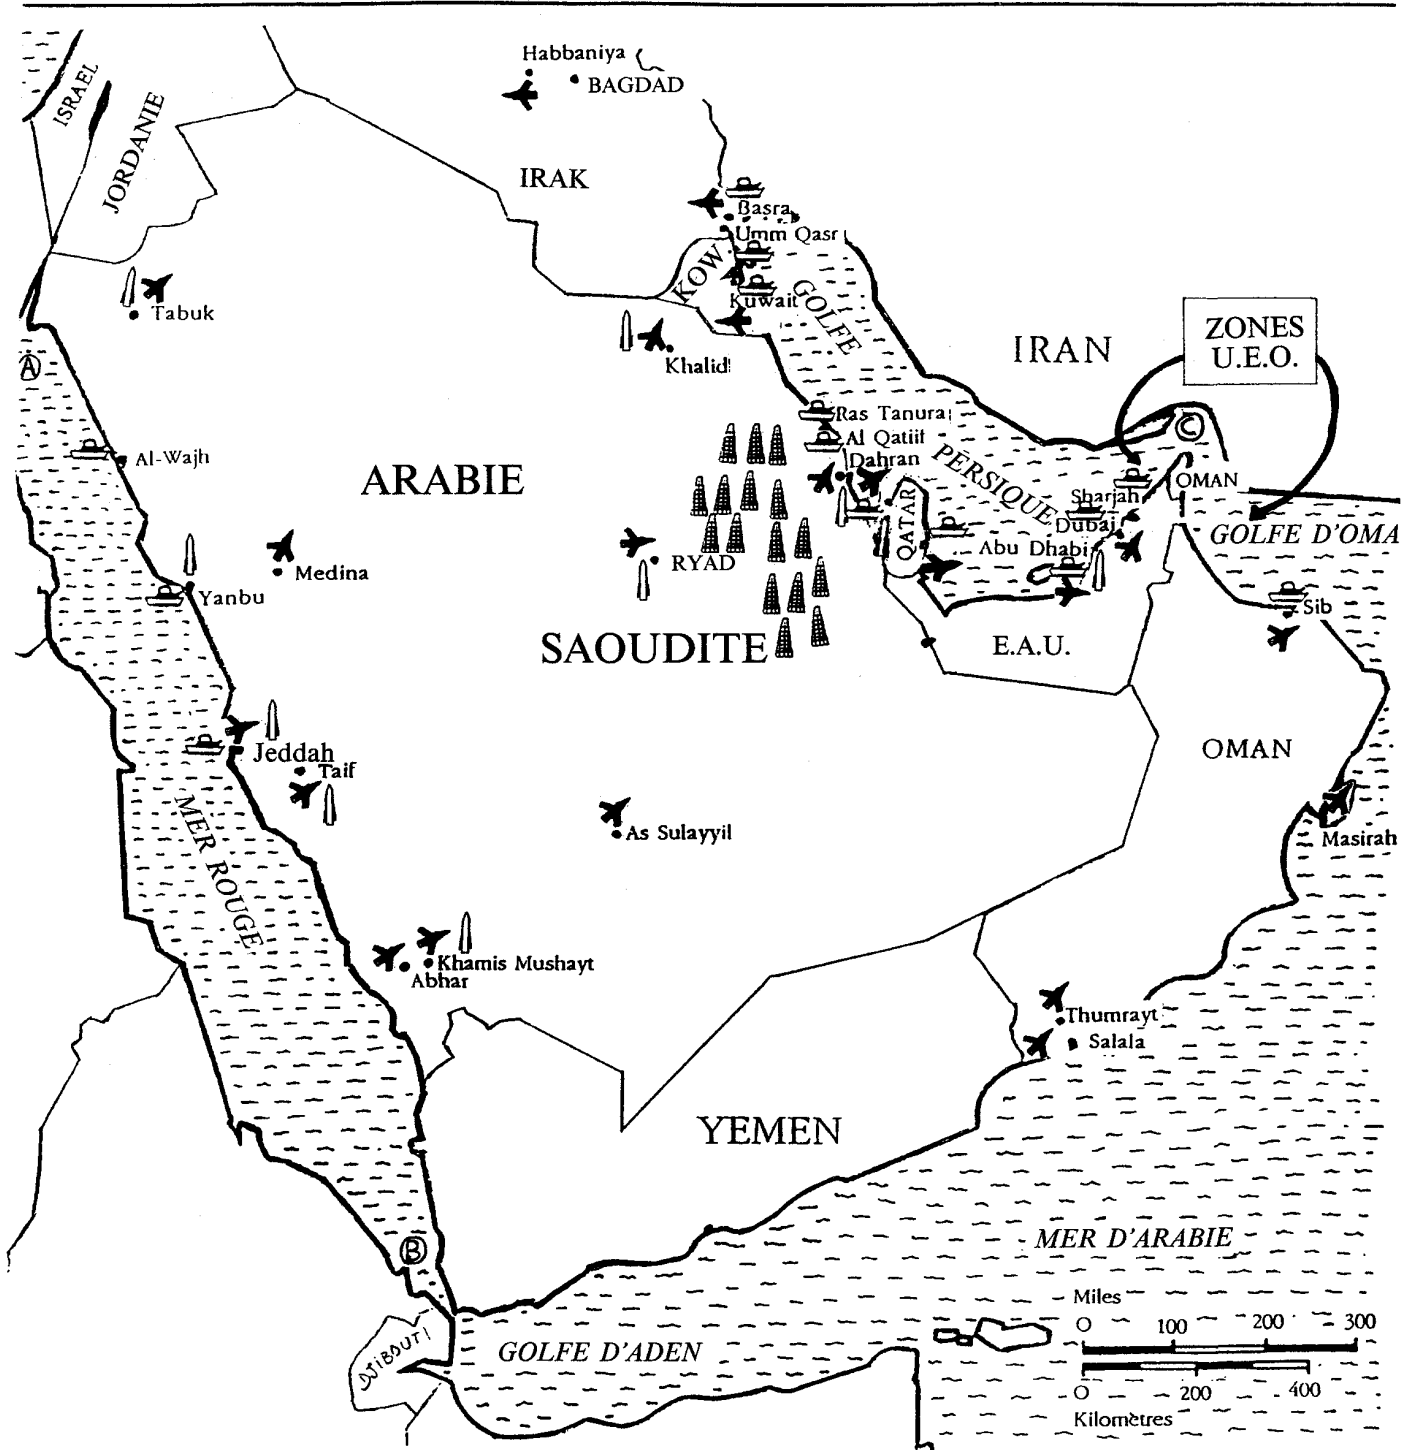 Habbaniya
BAGDAD
ISRAEL
JORDANIE
IRAK
Basra
Umm Qasr
KOW.
Kuwait
GOLFE
PERSIQUE
Tabuk
Khalid
IRAN
ZONES
U.E.O.
A
Ras Tanura
Al Qatiif
Dahran
C
OMAN
Al-Wajh
ARABIE
Sharjah
Dubai
QATAR
Abu Dhabi
GOLFE D'OMA
Medina
RYAD
Yanbu
Sib
SAOUDITE
E.A.U.
Jeddah
Taif
OMAN
MER ROUGE
As Sulayyil
Masirah
Khamis Mushayt
Abhar
Thumrayt
Salala
YEMEN
B
MER D'ARABIE
DJIBOUTI
GOLFE D'ADEN
Miles
0 100 200 300
0 200 400
Kilomètres